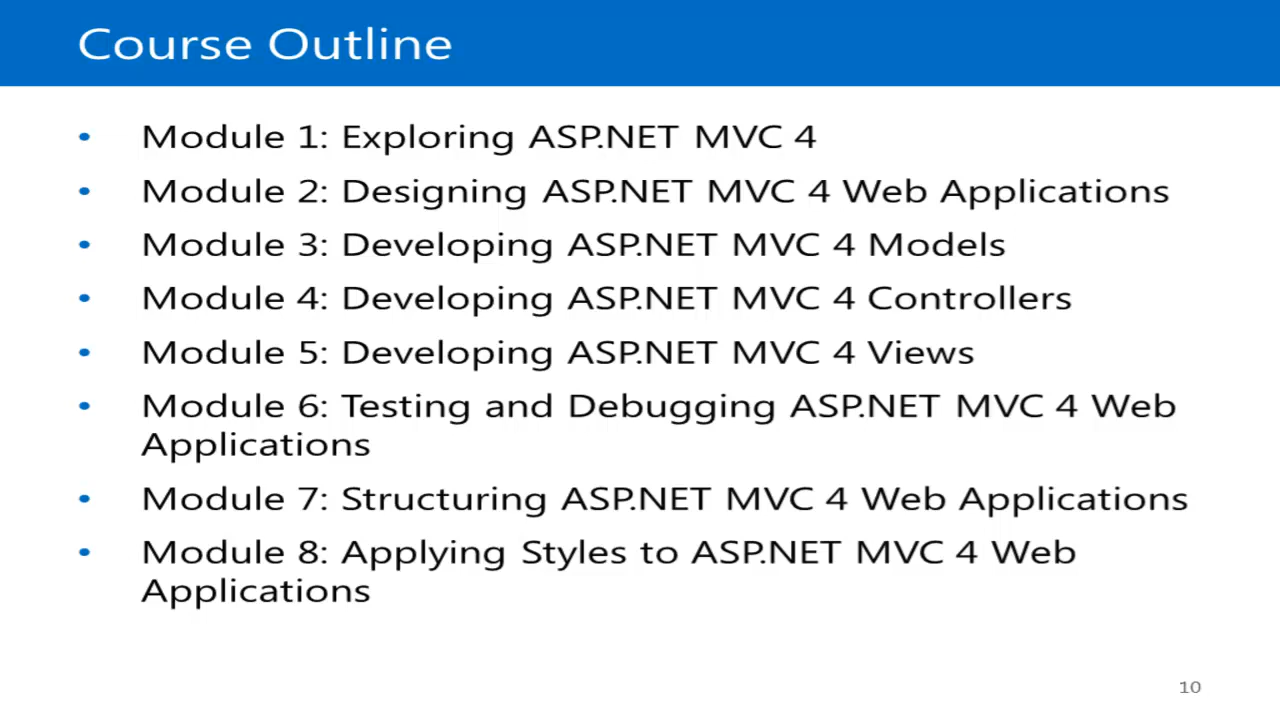 Course Outline
• Module 1: Exploring ASP.NET MVC 4
• Module 2: Designing ASP.NET MVC 4 Web Applications
• Module 3: Developing ASP.NET MVC 4 Models
• Module 4: Developing ASP.NET MVC 4 Controllers
• Module 5: Developing ASP.NET MVC 4 Views
• Module 6: Testing and Debugging ASP.NET MVC 4 Web
Applications
• Module 7: Structuring ASP.NET MVC 4 Web Applications
• Module 8: Applying Styles to ASP.NET MVC 4 Web
Applications
10